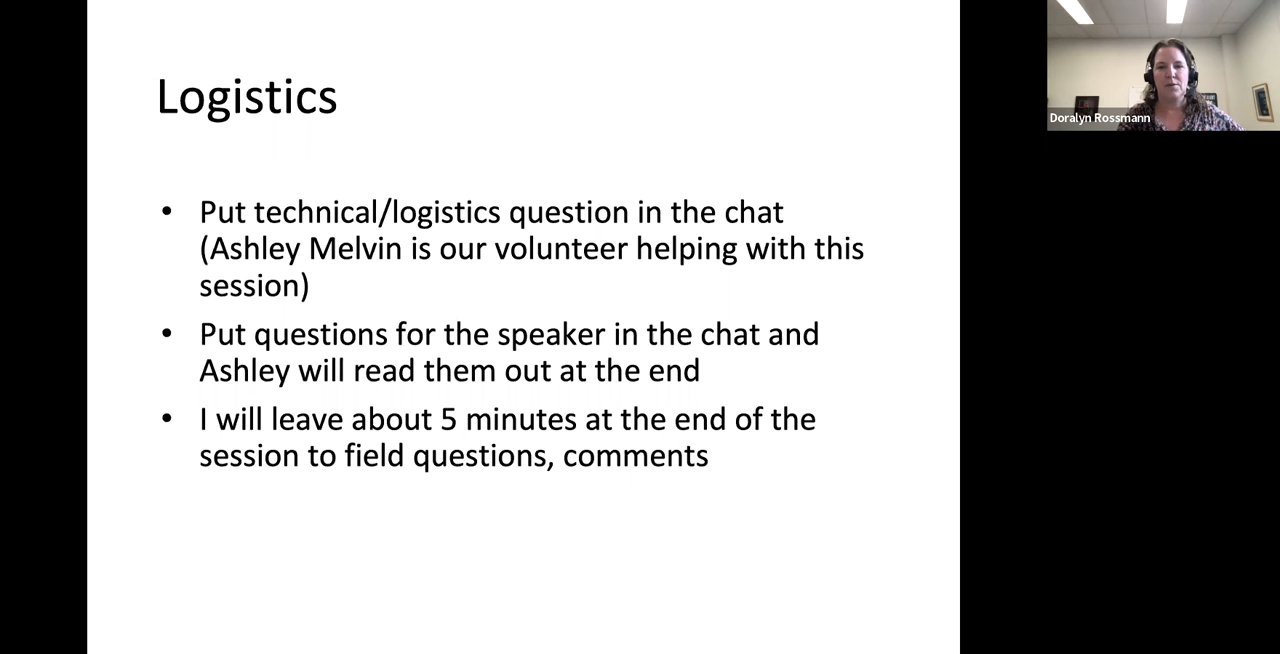 Logistics
• Put technical/logistics question in the chat
(Ashley Melvin is our volunteer helping with this
session)
• Put questions for the speaker in the chat and
Ashley will read them out at the end
• I will leave about 5 minutes at the end of the
session to field questions, comments
Doralyn Rossmann